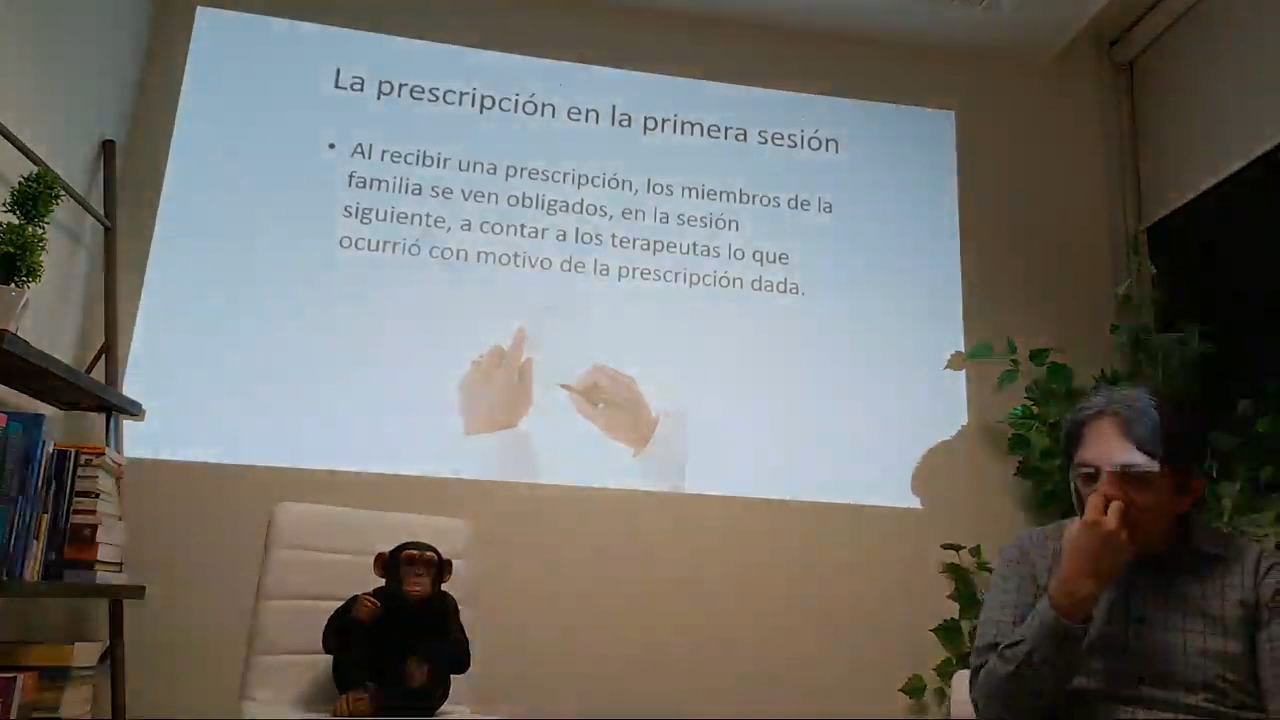 La prescripción en la primera sesión
• Al recibir una prescripción, los miembros de la
familia se ven obligados, en la sesión
siguiente, a contar a los terapeutas lo que
ocurrió con motivo de la prescripción dada.